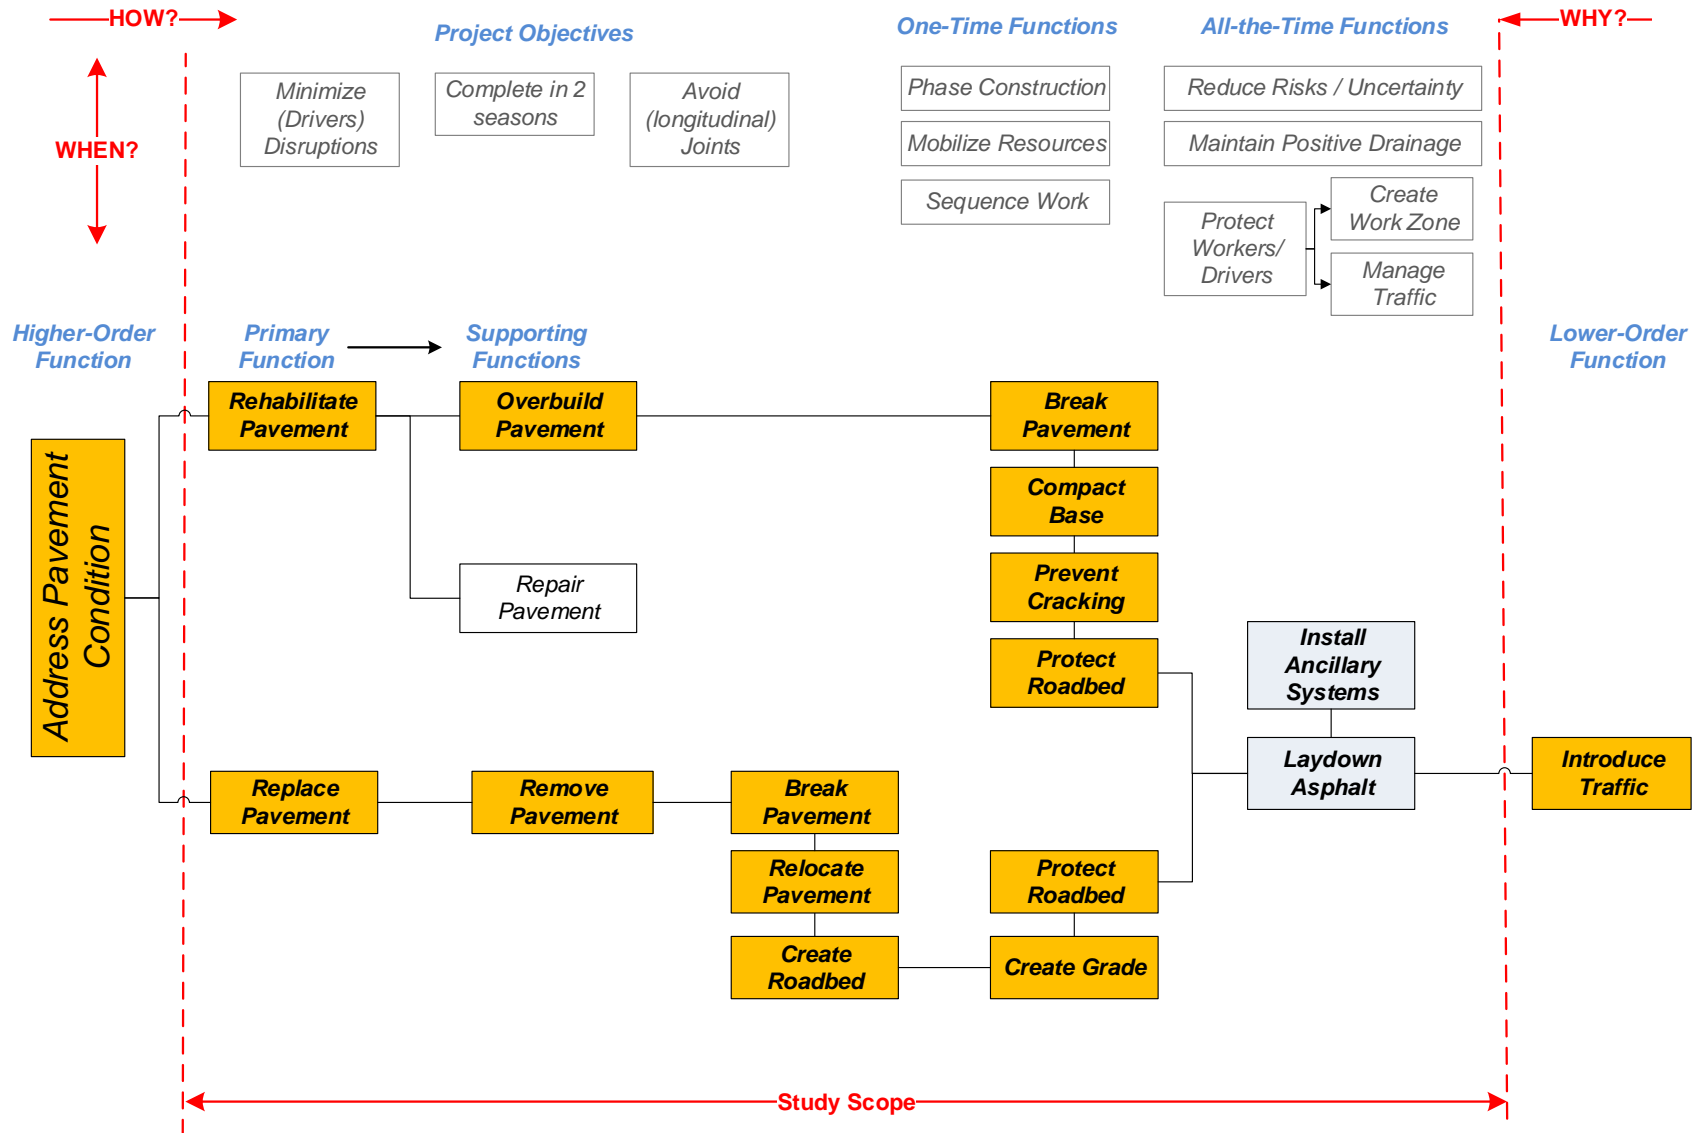 HOW?
WHY?
Project Objectives
One-Time Functions
All-the-Time Functions
WHEN?
Minimize
(Drivers)
Disruptions
Complete in 2
seasons
Avoid
(longitudinal)
Joints
Phase Construction
Mobilize Resources
Sequence Work
Reduce Risks / Uncertainty
Maintain Positive Drainage
Protect
Workers/
Drivers
Create
Work Zone
Manage
Traffic
Higher-Order
Function
Primary
Function
Supporting
Functions
Lower-Order
Function
Address Pavement
Condition
Rehabilitate
Pavement
Overbuild
Pavement
Break
Pavement
Compact
Base
Repair
Pavement
Prevent
Cracking
Protect
Roadbed
Install
Ancillary
Systems
Laydown
Asphalt
Introduce
Traffic
Replace
Pavement
Remove
Pavement
Break
Pavement
Relocate
Pavement
Create
Roadbed
Protect
Roadbed
Create Grade
Study Scope